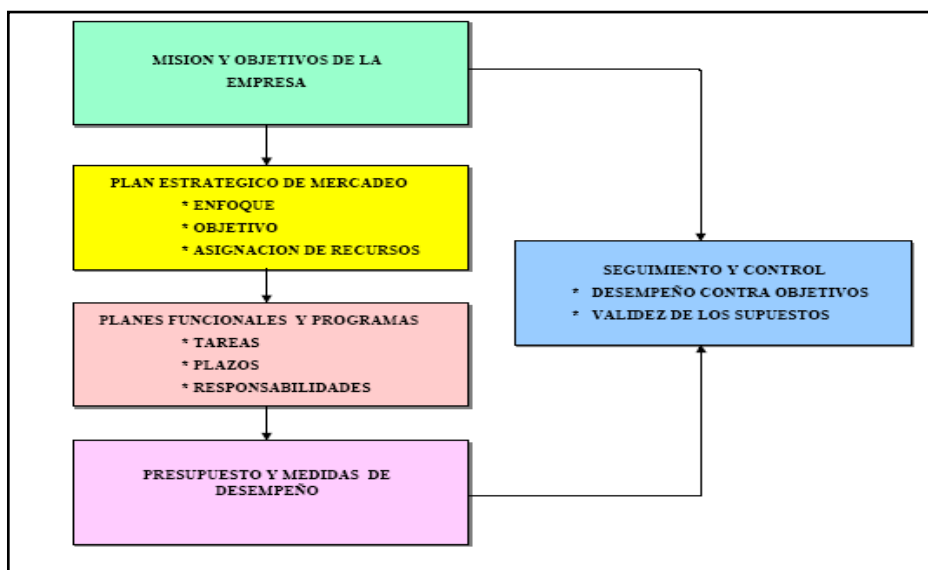 MISION Y OBJETIVOS DE LA
EMPRESA
PLAN ESTRATEGICO DE MERCADEO
* ENFOQUE
* OBJETIVO
* ASIGNACION DE RECURSOS
PLANES FUNCIONALES Y PROGRAMAS
* TAREAS
* PLAZOS
* RESPONSABILIDADES
PRESUPUESTO Y MEDIDAS DE
DESEMPEÑO
SEGUIMIENTO Y CONTROL
* DESEMPEÑO CONTRA OBJETIVOS
* VALIDEZ DE LOS SUPUESTOS